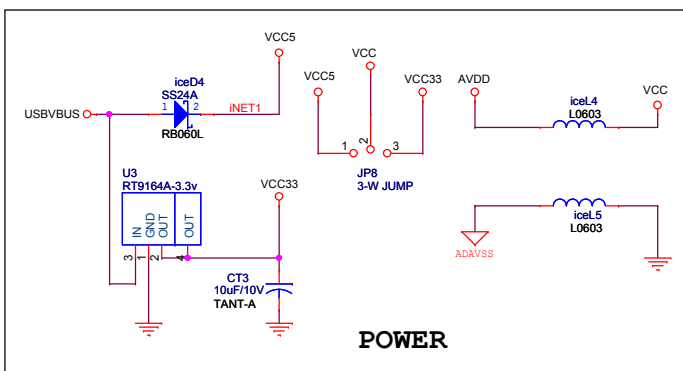 VCC5
VCC
iceD4
SS24A
VCC5
VCC33
AVDD
iceL4
L0603
VCC
USBVBUS
1
2
iNET1
RB060L
1
2
3
JP8
3-W JUMP
U3
RT9164A-3.3v
VCC33
IN
GND
OUT
OUT
3
1
2
4
iceL5
L0603
ADAVSS
CT3
10uF/10V
TANT-A
POWER